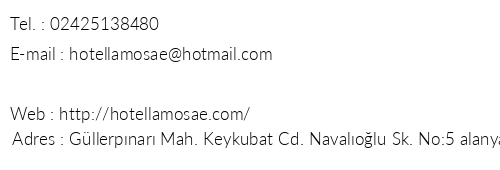 Tel. : 02425138480
E-mail : hotellamosae@hotmail.com
Web : http://hotellamosae.com/
Adres : Güllerpınarı Mah. Keykubat Cd. Navalıoğlu Sk. No:5 alanya